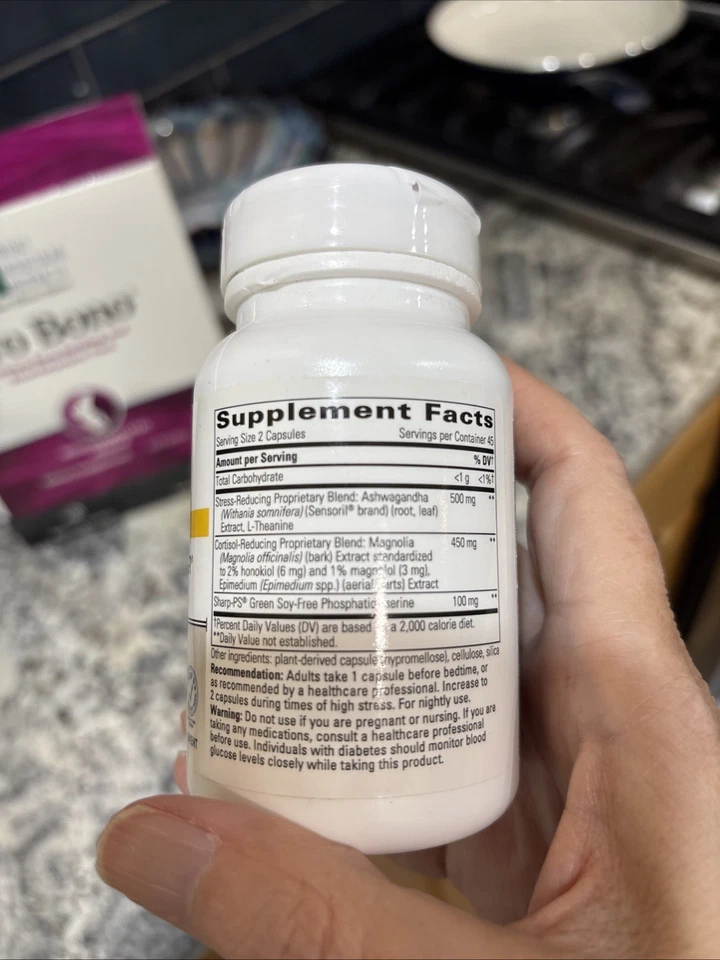 Bono
Supplement Facts
Serving Size 2 Capsules Servings per Container 45
Amount per Serving % DV†
Total Carbohydrate <1 g <1%†
Stress-Reducing Proprietary Blend: Ashwagandha 500 mg **
(Withania somnifera) (Sensoril® brand) (root, leaf)
Extract, L-Theanine
Cortisol-Reducing Proprietary Blend: Magnolia 450 mg **
(Magnolia officinalis) (bark) Extract standardized
to 2% honokiol (6 mg) and 1% magnolol (3 mg),
Epimedium (Epimedium spp.) (aerial parts) Extract
Sharp-PS® Green Soy-Free Phosphatidylserine 100 mg **
†Percent Daily Values (DV) are based on a 2,000 calorie diet.
**Daily Value not established.
Other ingredients: plant-derived capsule (hypromellose), cellulose, silica
Recommendation: Adults take 1 capsule before bedtime, or
as recommended by a healthcare professional. Increase to
2 capsules during times of high stress. For nightly use.
Warning: Do not use if you are pregnant or nursing. If you are
taking any medications, consult a healthcare professional
before use. Individuals with diabetes should monitor blood
glucose levels closely while taking this product.